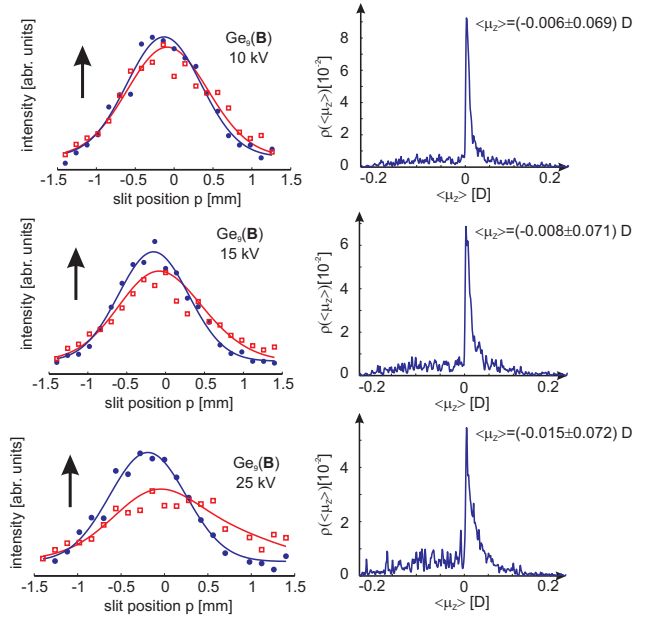 intensity [abr. units]
Ge₉(B)
10 kV
-1.5 -1 -0.5 0 0.5 1 1.5
slit position p [mm]
<μz>=(-0.006±0.069) D
ρ(<μz>)[10⁻²]
8
6
4
2
0
-0.2 0 0.2
<μz> [D]
intensity [abr. units]
Ge₉(B)
15 kV
-1.5 -1 -0.5 0 0.5 1 1.5
slit position p [mm]
<μz>=(-0.008±0.071) D
ρ(<μz>)[10⁻²]
6
4
2
0
-0.2 0 0.2
<μz> [D]
intensity [abr. units]
Ge₉(B)
25 kV
-1.5 -1 -0.5 0 0.5 1 1.5
slit position p [mm]
<μz>=(-0.015±0.072) D
ρ(<μz>)[10⁻²]
4
2
0
-0.2 0 0.2
<μz> [D]